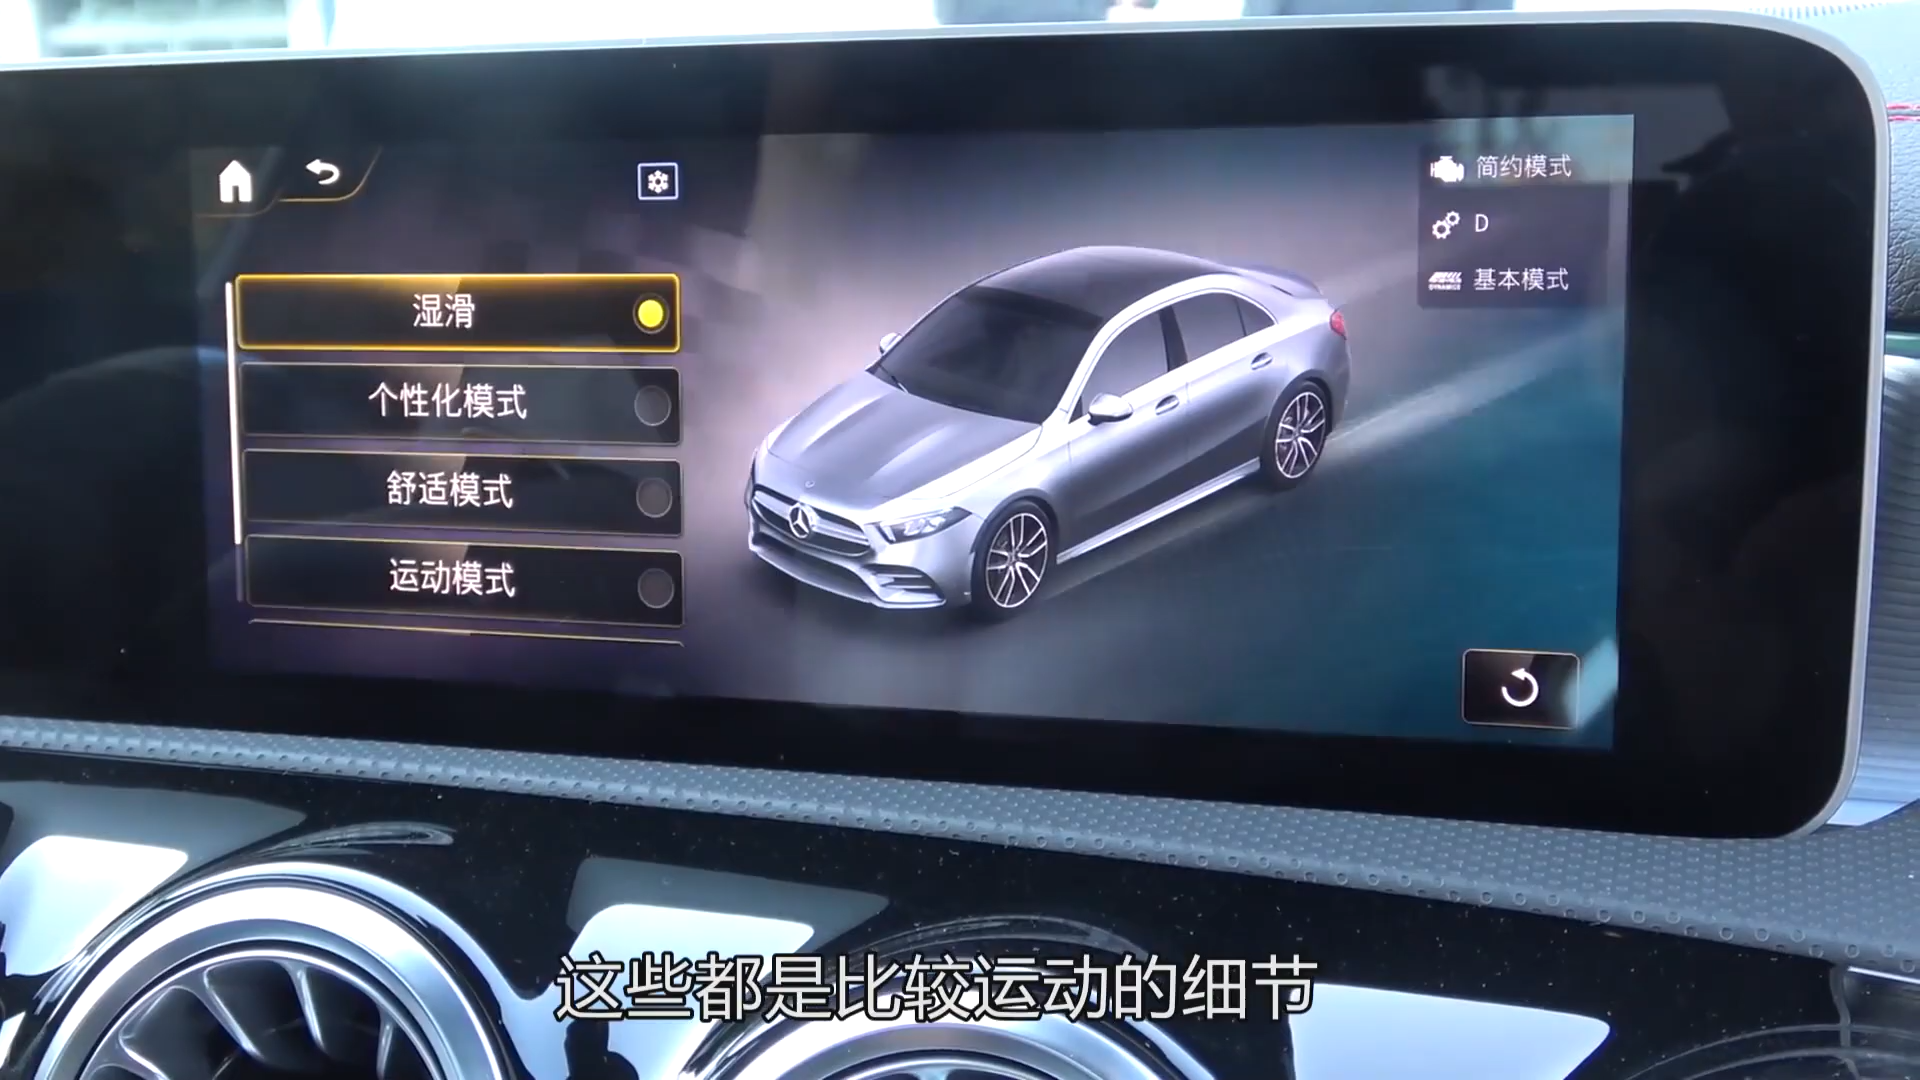 简约模式
D
基本模式
湿滑
个性化模式
舒适模式
运动模式
这些都是比较运动的细节